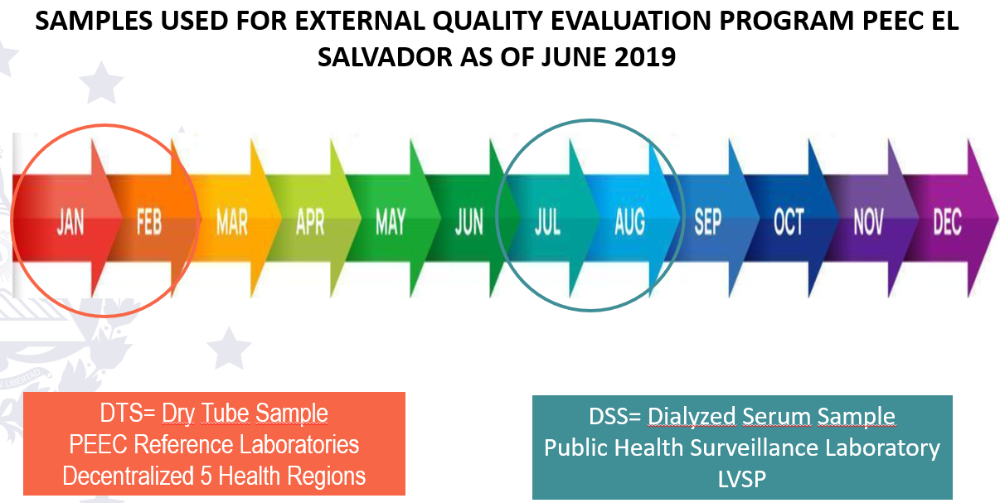 SAMPLES USED FOR EXTERNAL QUALITY EVALUATION PROGRAM PEEC EL
SALVADOR AS OF JUNE 2019
JAN FEB MAR APR MAY JUN JUL AUG SEP OCT NOV DEC
DTS= Dry Tube Sample
PEEC Reference Laboratories
Decentralized 5 Health Regions
DSS= Dialyzed Serum Sample
Public Health Surveillance Laboratory
LVSP
LIBERTAD